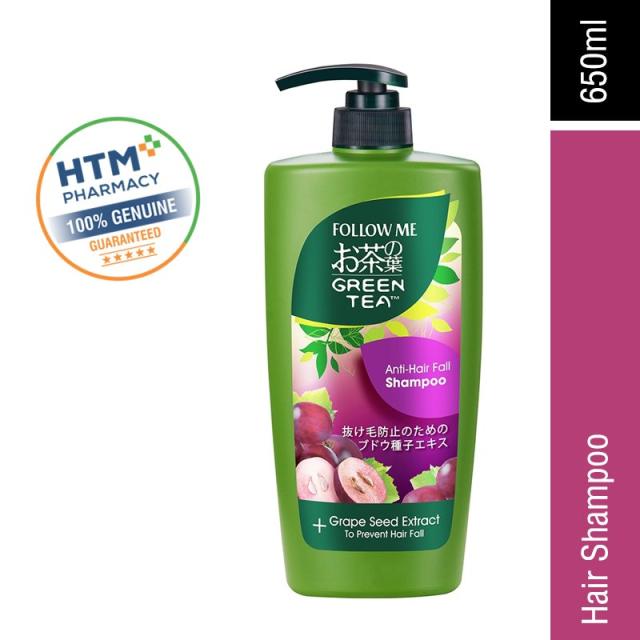 HTM
PHARMACY
100% GENUINE
GUARANTEED
FOLLOW ME
お茶の葉
GREEN
TEA™
Anti-Hair Fall
Shampoo
抜け毛防止のための
ブドウ種子エキス
+ Grape Seed Extract
To Prevent Hair Fall
650ml
Hair Shampoo